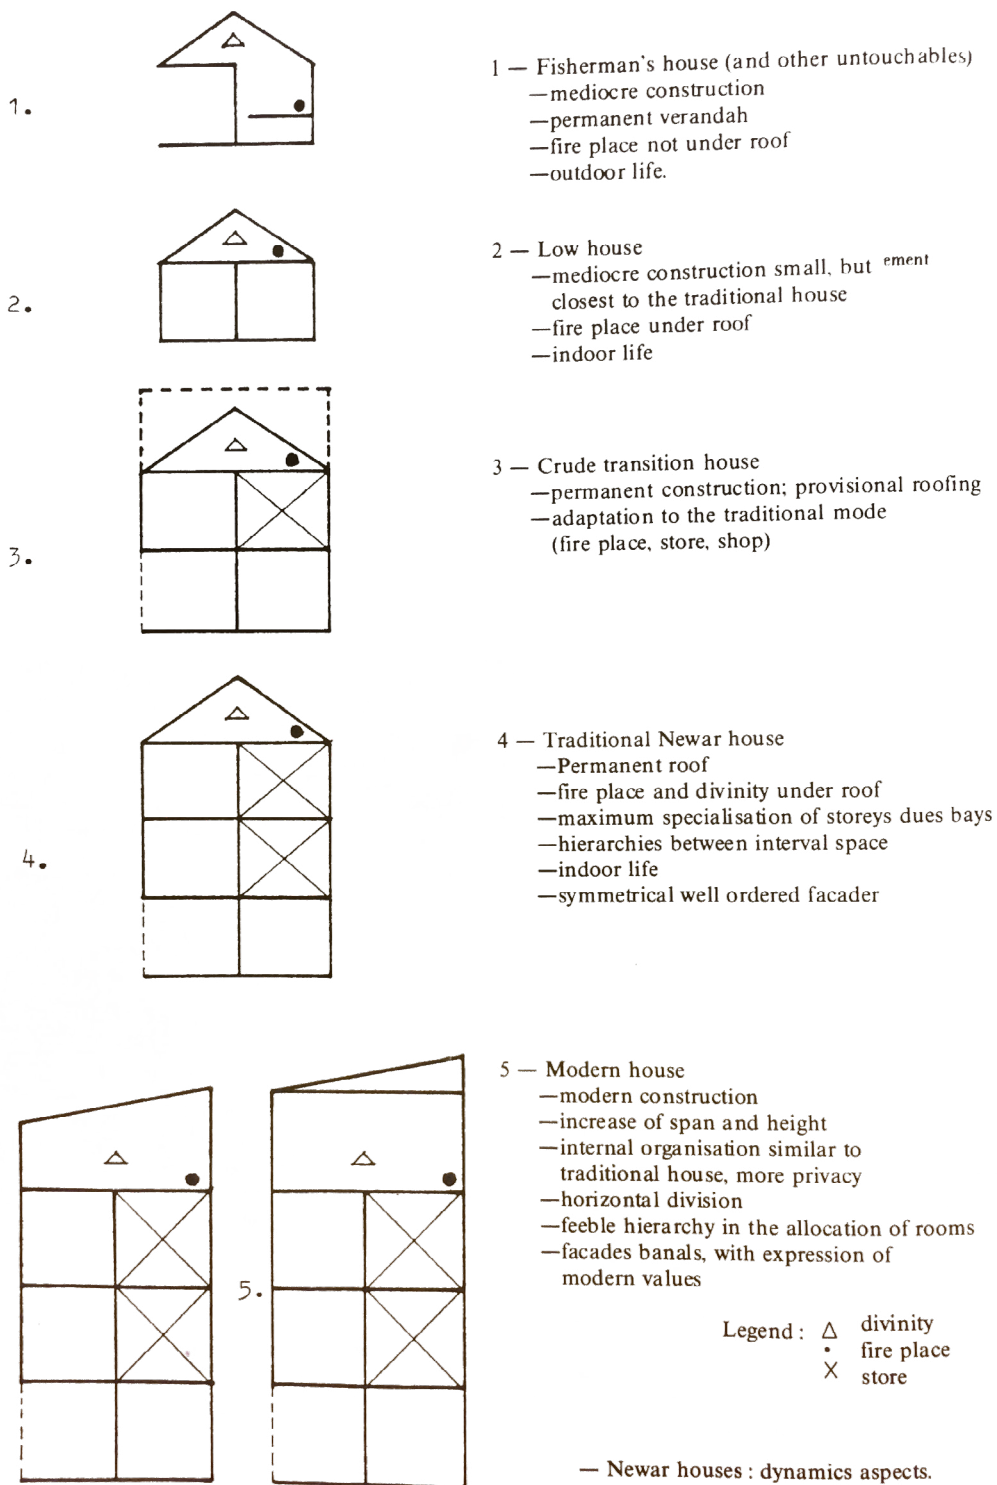 1.
1 — Fisherman's house (and other untouchables)
—mediocre construction
—permanent verandah
—fire place not under roof
—outdoor life.
2.
2 — Low house
—mediocre construction small, but ement
closest to the traditional house
—fire place under roof
—indoor life
3.
3 — Crude transition house
—permanent construction; provisional roofing
—adaptation to the traditional mode
(fire place, store, shop)
4.
4 — Traditional Newar house
—Permanent roof
—fire place and divinity under roof
—maximum specialisation of storeys dues bays
—hierarchies between interval space
—indoor life
—symmetrical well ordered facader
5.
5 — Modern house
—modern construction
—increase of span and height
—internal organisation similar to
traditional house, more privacy
—horizontal division
—feeble hierarchy in the allocation of rooms
—facades banals, with expression of
modern values
Legend : △ divinity
• fire place
X store
— Newar houses : dynamics aspects.